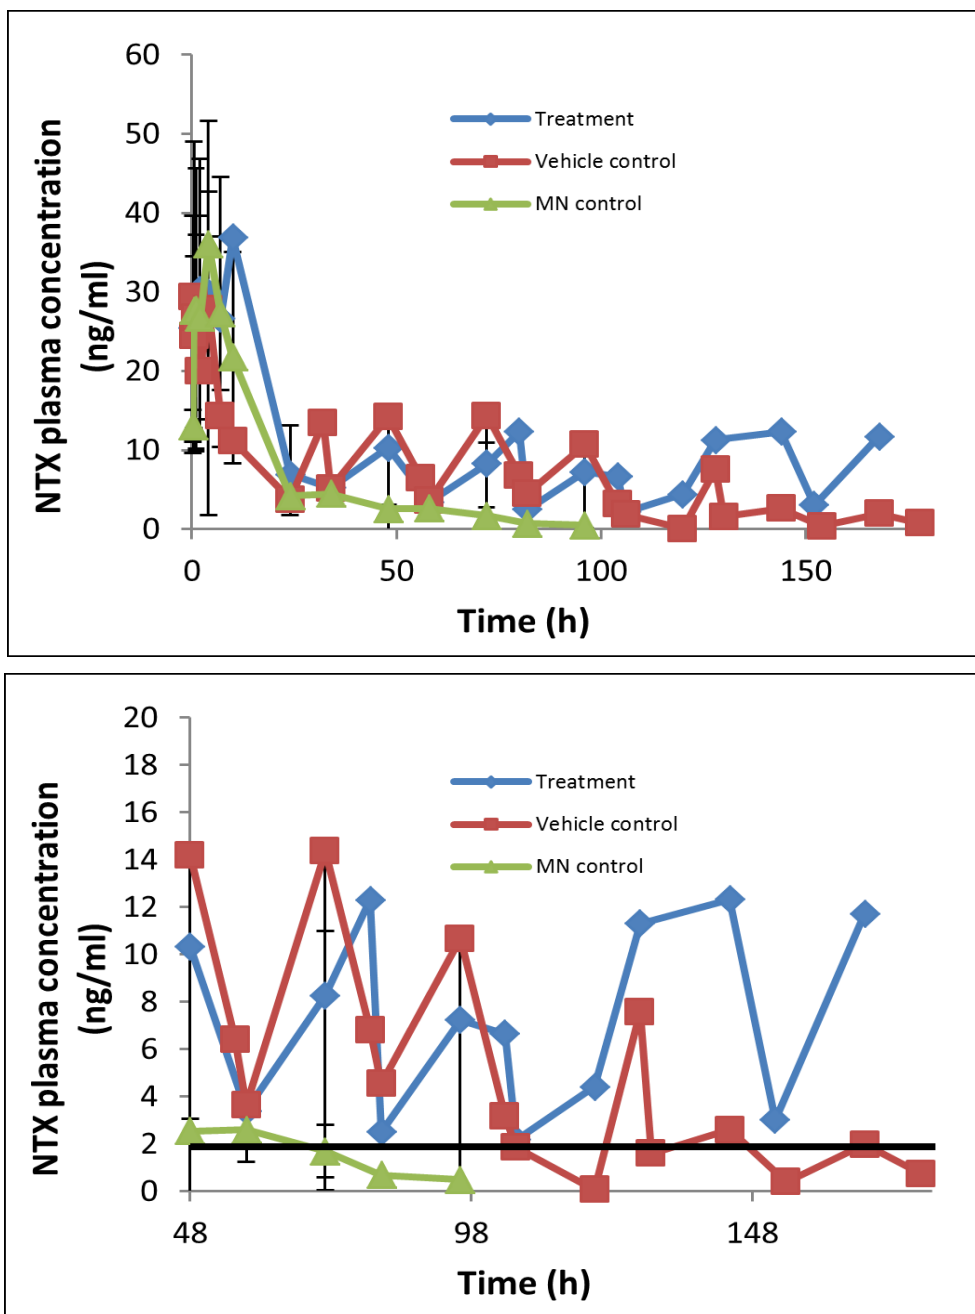 60
50
40
30
20
10
0
NTX plasma concentration
(ng/ml)
Treatment
Vehicle control
MN control
0 50 100 150
Time (h)
20
18
16
14
12
10
8
6
4
2
0
NTX plasma concentration
(ng/ml)
Treatment
Vehicle control
MN control
48 98 148
Time (h)